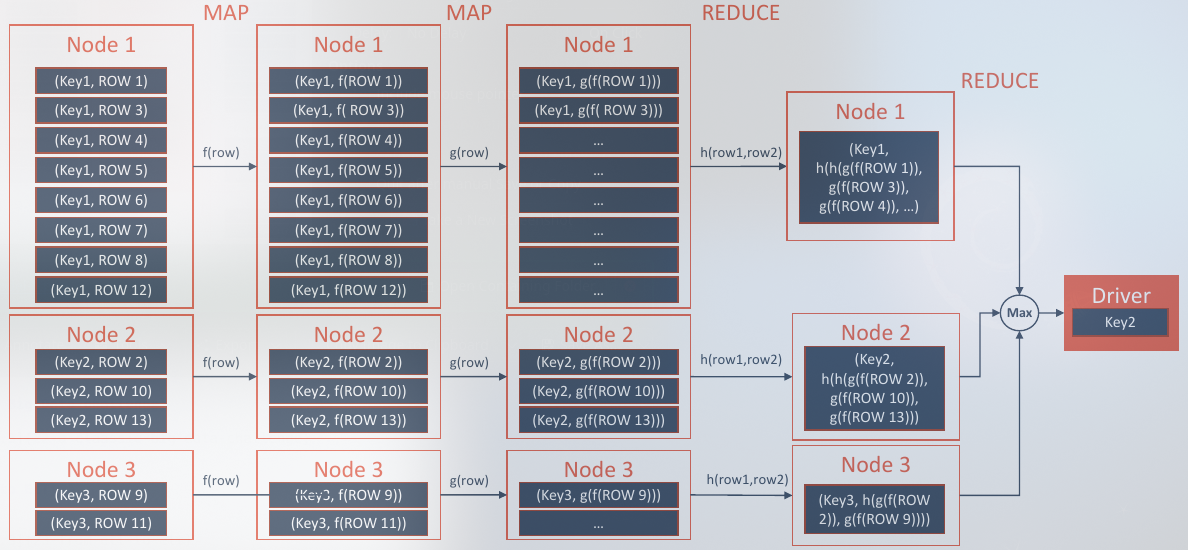 MAP
MAP
REDUCE
REDUCE
Node 1
(Key1, ROW 1)
(Key1, ROW 3)
(Key1, ROW 4)
(Key1, ROW 5)
(Key1, ROW 6)
(Key1, ROW 7)
(Key1, ROW 8)
(Key1, ROW 12)
f(row)
Node 1
(Key1, f(ROW 1))
(Key1, f( ROW 3))
(Key1, f(ROW 4))
(Key1, f(ROW 5))
(Key1, f(ROW 6))
(Key1, f(ROW 7))
(Key1, f(ROW 8))
(Key1, f(ROW 12))
g(row)
Node 1
(Key1, g(f(ROW 1)))
(Key1, g(f( ROW 3)))
...
...
...
...
...
...
h(row1,row2)
Node 1
(Key1,
h(h(g(f(ROW 1)),
g(f(ROW 3)),
g(f(ROW 4)), ...)
Node 2
(Key2, ROW 2)
(Key2, ROW 10)
(Key2, ROW 13)
f(row)
Node 2
(Key2, f(ROW 2))
(Key2, f(ROW 10))
(Key2, f(ROW 13))
g(row)
Node 2
(Key2, g(f(ROW 2)))
(Key2, g(f(ROW 10)))
(Key2, g(f(ROW 13)))
h(row1,row2)
Node 2
(Key2,
h(h(g(f(ROW 2)),
g(f(ROW 10)),
g(f(ROW 13)))
Node 3
(Key3, ROW 9)
(Key3, ROW 11)
f(row)
Node 3
(Key3, f(ROW 9))
(Key3, f(ROW 11))
g(row)
Node 3
(Key3, g(f(ROW 9)))
...
h(row1,row2)
Node 3
(Key3, h(g(f(ROW
2)), g(f(ROW 9))))
Max
Driver
Key2